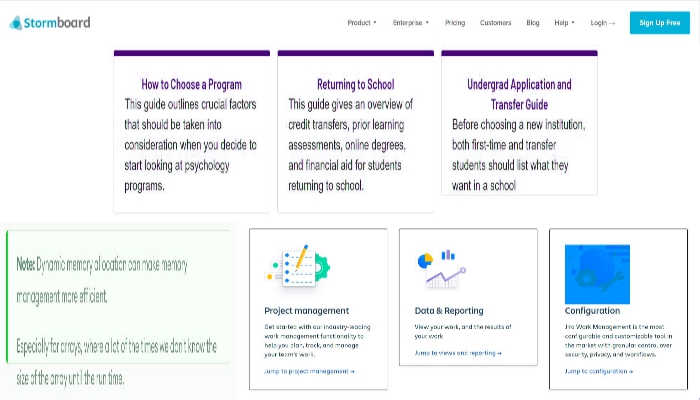 Stormboard
Product Enterprise Pricing Customers Blog Help Login → Sign Up Free
How to Choose a Program
This guide outlines crucial factors
that should be taken into
consideration when you decide to
start looking at psychology
programs.
Returning to School
This guide gives an overview of
credit transfers, prior learning
assessments, online degrees,
and financial aid for students
returning to school.
Undergrad Application and
Transfer Guide
Before choosing a new institution,
both first-time and transfer
students should list what they
want in a school
Note: Dynamic memory allocation can make memory
management more efficient.
Especially for arrays, where a lot of the times we don't know the
size of the array until the run time.
Project management
Get started with our industry-leading
work management functionality to
help you plan, track, and manage
your team's work.
Jump to project management →
Data & Reporting
View your work, and the results of
your work
Jump to views and reporting →
Configuration
Jira Work Management is the most
configurable and customizable tool in
the market with granular control over
security, privacy, and workflows.
Jump to configuration →